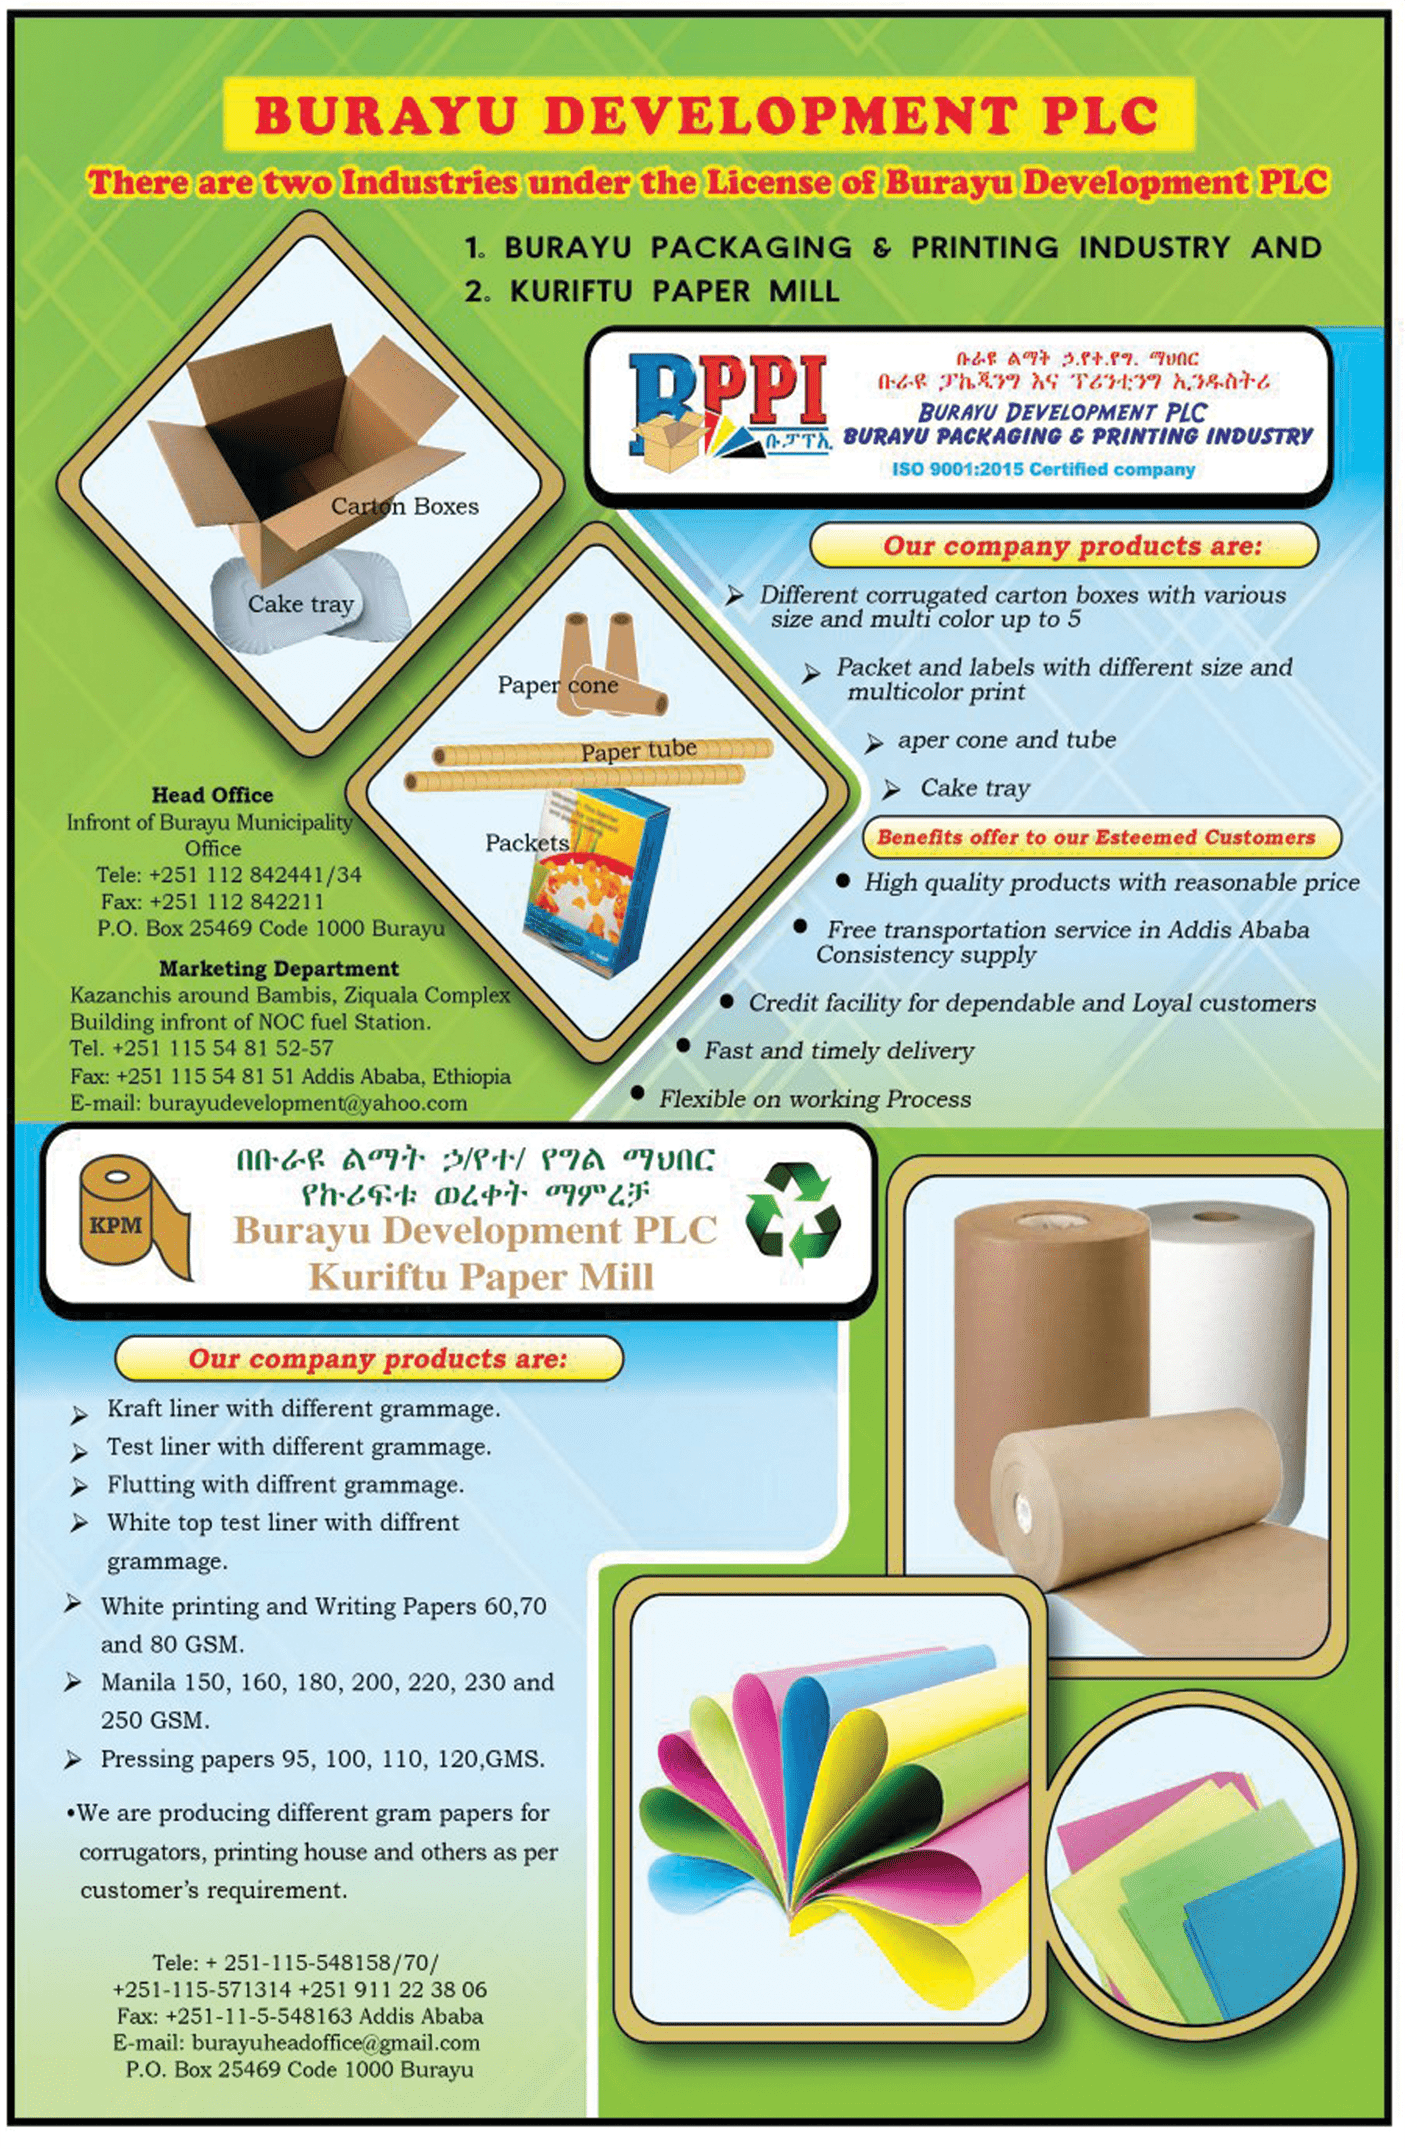 BURAYU DEVELOPMENT PLC
There are two Industries under the License of Burayu Development PLC
1. BURAYU PACKAGING & PRINTING INDUSTRY AND
2. KURIFTU PAPER MILL
BPPI
ቡ.ፓፕኢ
ቡራዩ ልማት ኃ.የተ.የግ. ማህበር
ቡራዩ ፓኬጂንግ እና ፕሪንቲንግ ኢንዱስትሪ
BURAYU DEVELOPMENT PLC
BURAYU PACKAGING & PRINTING INDUSTRY
ISO 9001:2015 Certified company
Carton Boxes
Cake tray
Paper cone
Paper tube
Packets
Our company products are:
➢ Different corrugated carton boxes with various
size and multi color up to 5
➢ Packet and labels with different size and
multicolor print
➢ aper cone and tube
➢ Cake tray
Benefits offer to our Esteemed Customers
• High quality products with reasonable price
• Free transportation service in Addis Ababa
Consistency supply
• Credit facility for dependable and Loyal customers
• Fast and timely delivery
• Flexible on working Process
Head Office
Infront of Burayu Municipality
Office
Tele: +251 112 842441/34
Fax: +251 112 842211
P.O. Box 25469 Code 1000 Burayu
Marketing Department
Kazanchis around Bambis, Ziquala Complex
Building infront of NOC fuel Station.
Tel. +251 115 54 81 52-57
Fax: +251 115 54 81 51 Addis Ababa, Ethiopia
E-mail: burayudevelopment@yahoo.com
KPM
በቡራዩ ልማት ኃ/የተ/ የግል ማህበር
የኩሪፍቱ ወረቀት ማምረቻ
Burayu Development PLC
Kuriftu Paper Mill
Our company products are:
➢ Kraft liner with different grammage.
➢ Test liner with different grammage.
➢ Flutting with diffrent grammage.
➢ White top test liner with diffrent
grammage.
➢ White printing and Writing Papers 60,70
and 80 GSM.
➢ Manila 150, 160, 180, 200, 220, 230 and
250 GSM.
➢ Pressing papers 95, 100, 110, 120,GMS.
•We are producing different gram papers for
corrugators, printing house and others as per
customer's requirement.
Tele: + 251-115-548158/70/
+251-115-571314 +251 911 22 38 06
Fax: +251-11-5-548163 Addis Ababa
E-mail: burayuheadoffice@gmail.com
P.O. Box 25469 Code 1000 Burayu